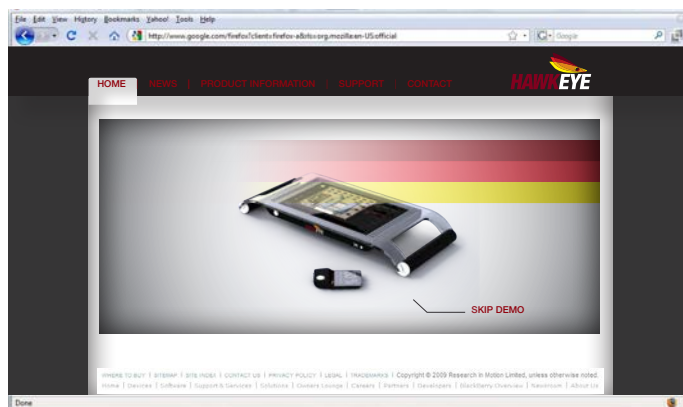 File Edit View History Bookmarks Yahoo! Tools Help
http://www.google.com/firefox?client=firefox-a&rls=org.mozilla:en-US:official
Google
HOME NEWS | PRODUCT INFORMATION | SUPPORT | CONTACT
HAWKEYE
SKIP DEMO
WHERE TO BUY | SITEMAP | SITE INDEX | CONTACT US | PRIVACY POLICY | LEGAL | TRADEMARKS | Copyright © 2009 Research in Motion Limited, unless otherwise noted.
Home | Devices | Software | Support & Services | Solutions | Owners Lounge | Careers | Partners | Developers | BlackBerry Overview | Newsroom | About Us
Done